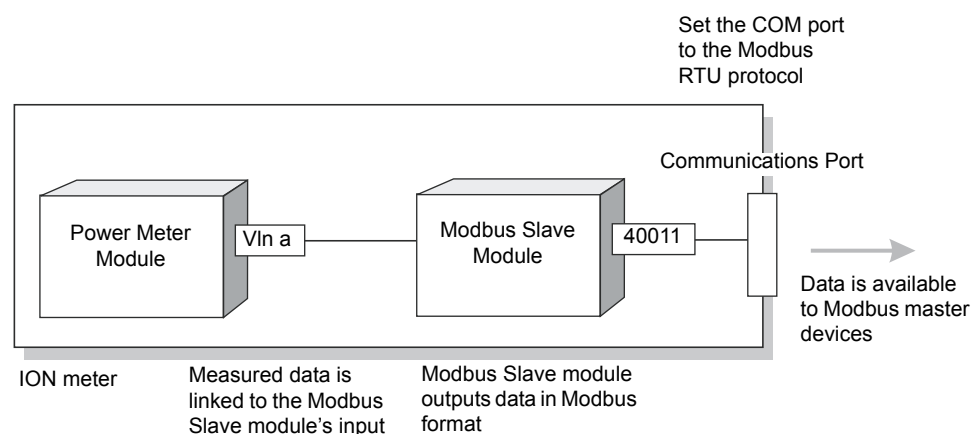 Set the COM port
to the Modbus
RTU protocol
Communications Port
Power Meter
Module
Vln a
Modbus Slave
Module
40011
Data is available
to Modbus master
devices
ION meter
Measured data is
linked to the Modbus
Slave module's input
Modbus Slave module
outputs data in Modbus
format